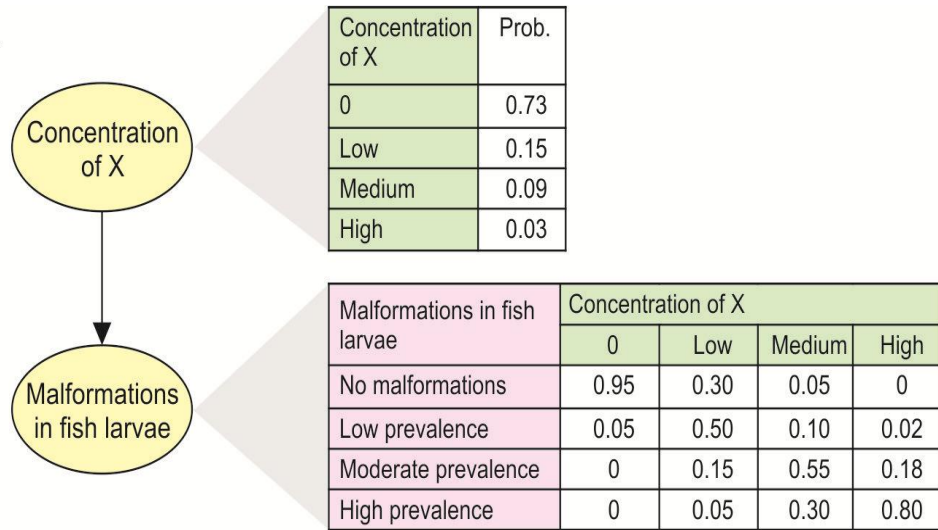 Concentration
of X
Concentration Prob.
of X
0 0.73
Low 0.15
Medium 0.09
High 0.03
Malformations
in fish larvae
Malformations in fish
larvae
Concentration of X
0 Low Medium High
No malformations 0.95 0.30 0.05 0
Low prevalence 0.05 0.50 0.10 0.02
Moderate prevalence 0 0.15 0.55 0.18
High prevalence 0 0.05 0.30 0.80